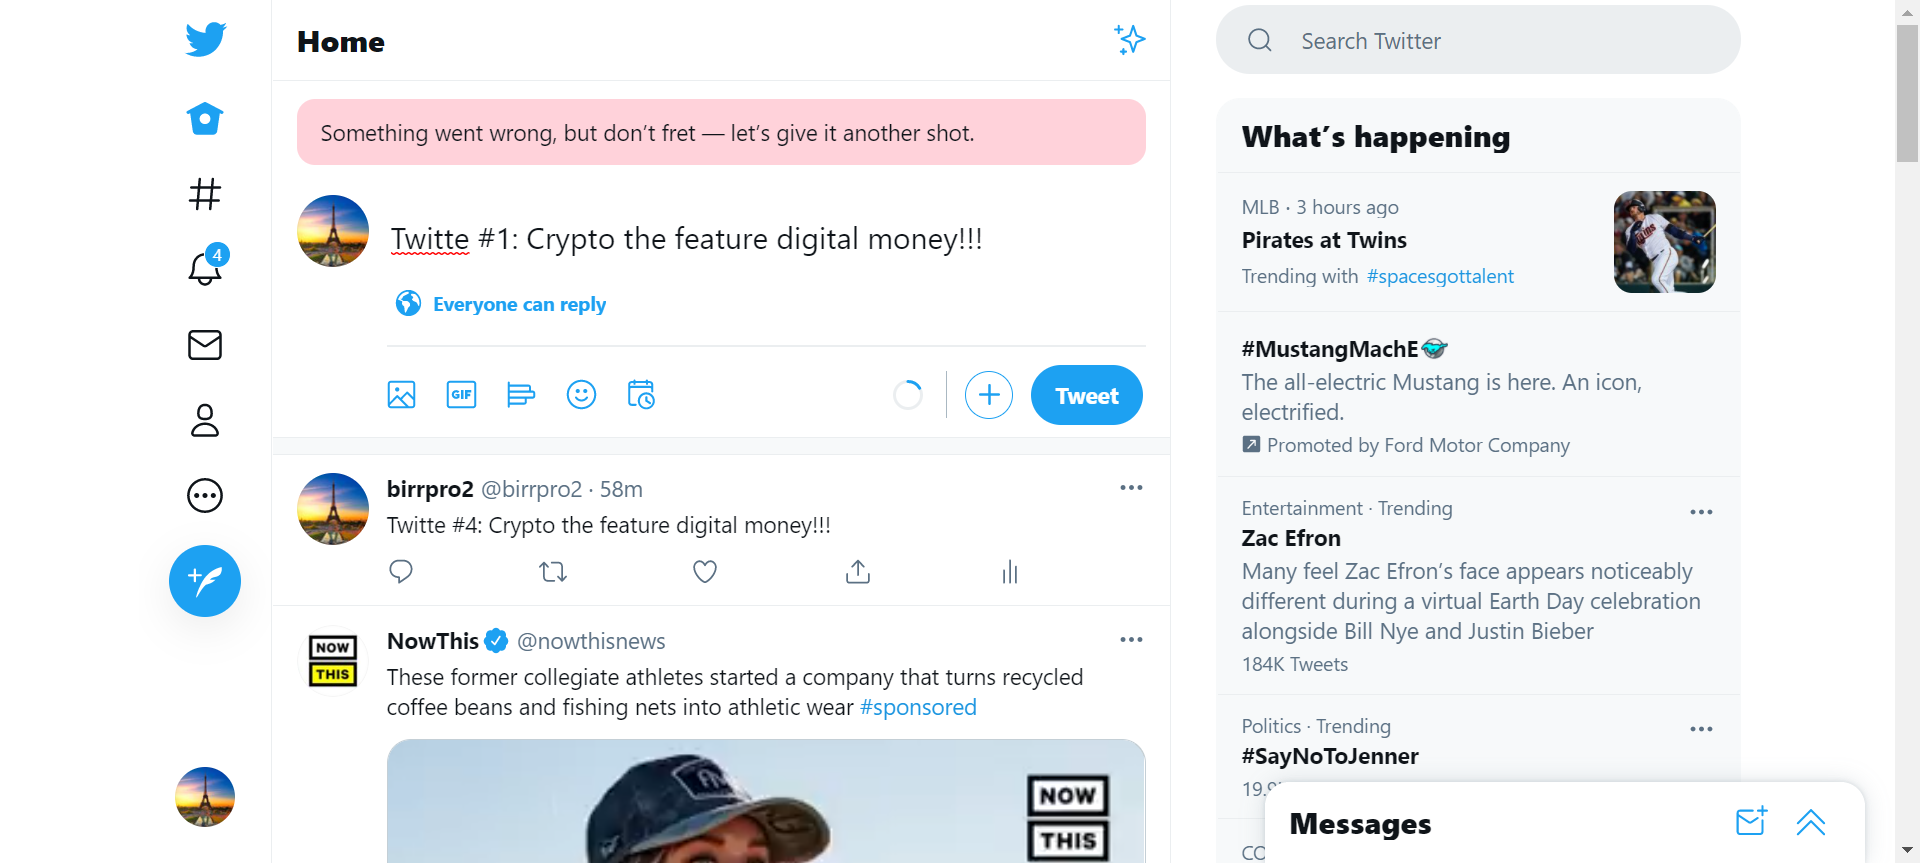 Home
Something went wrong, but don’t fret — let’s give it another shot.
Twitte #1: Crypto the feature digital money!!!
Everyone can reply
GIF
Tweet
4
birrpro2 @birrpro2 · 58m
Twitte #4: Crypto the feature digital money!!!
NOW
THIS
NowThis @nowthisnews
These former collegiate athletes started a company that turns recycled
coffee beans and fishing nets into athletic wear #sponsored
NOW
THIS
Search Twitter
What’s happening
MLB · 3 hours ago
Pirates at Twins
Trending with #spacesgottalent
#MustangMachE
The all-electric Mustang is here. An icon,
electrified.
Promoted by Ford Motor Company
Entertainment · Trending
Zac Efron
Many feel Zac Efron’s face appears noticeably
different during a virtual Earth Day celebration
alongside Bill Nye and Justin Bieber
184K Tweets
Politics · Trending
#SayNoToJenner
Messages